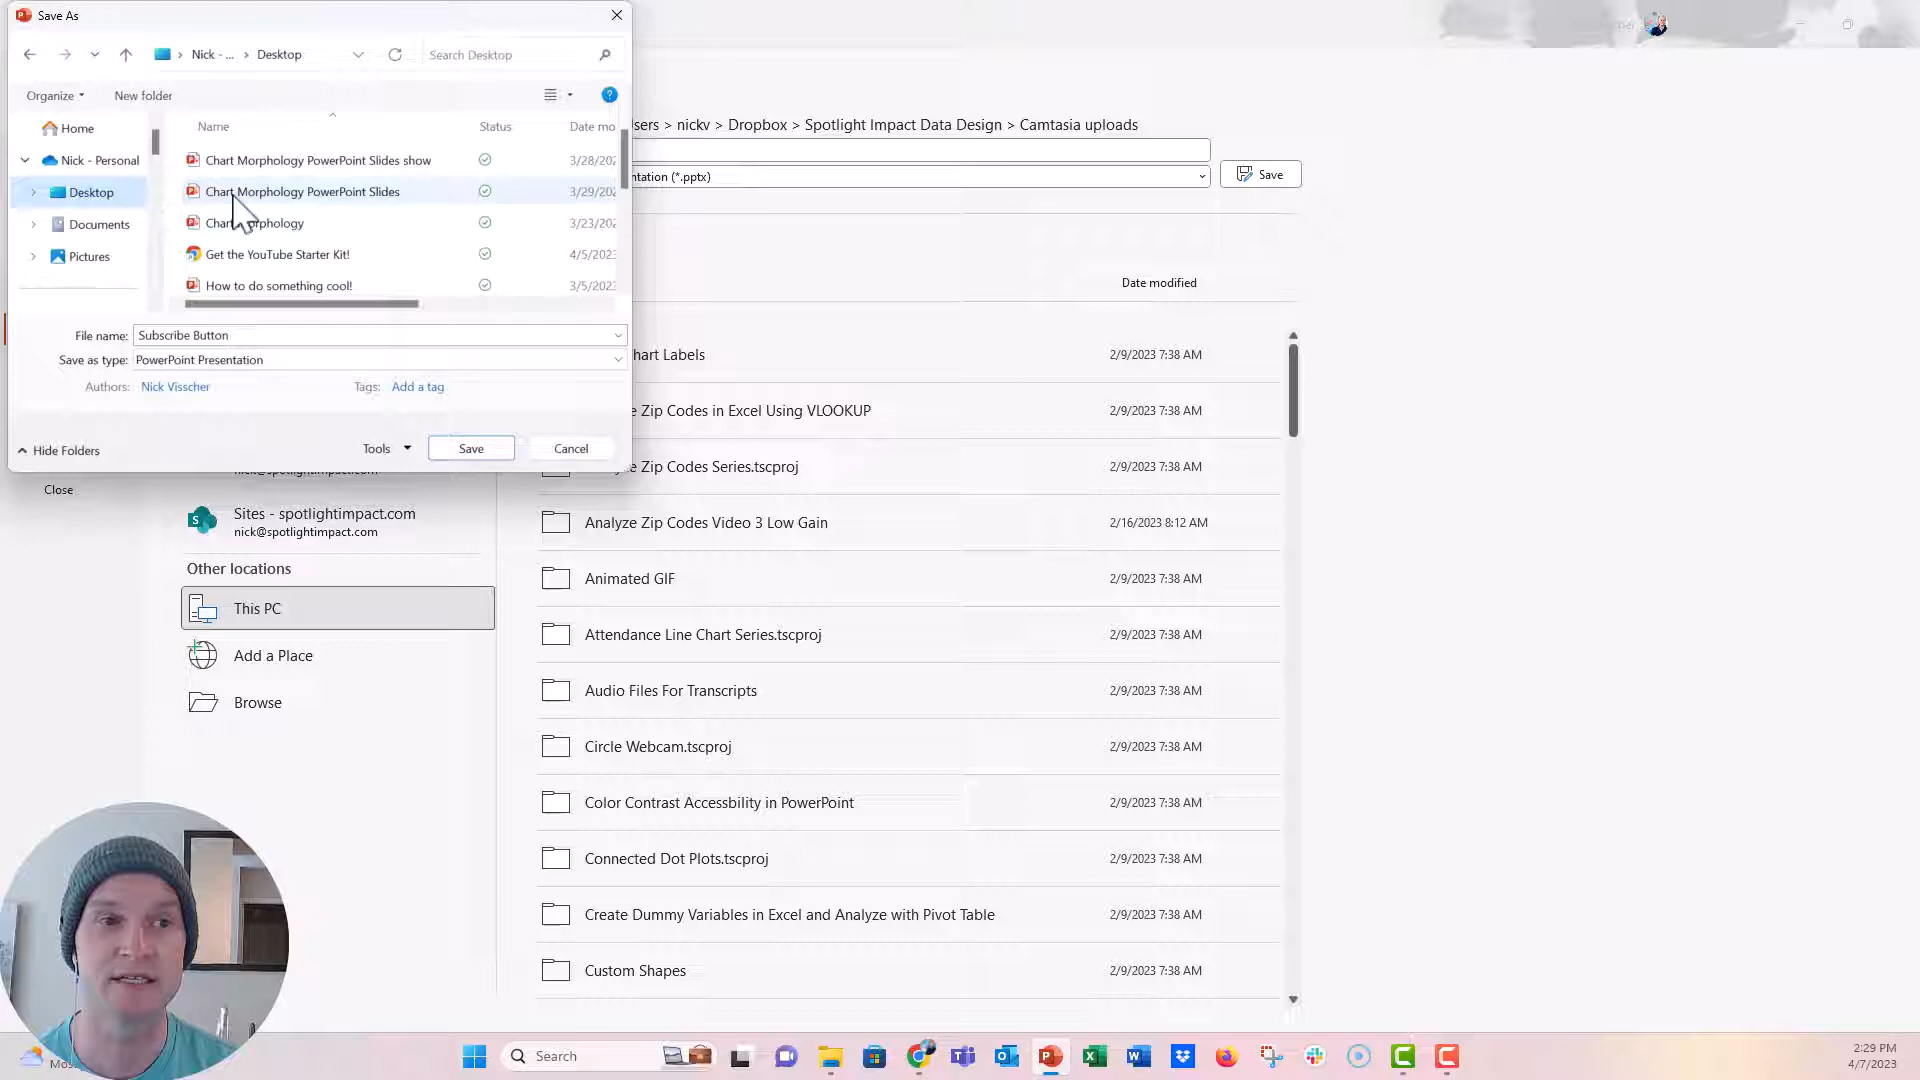 Save As
Nick - ... > Desktop
Search Desktop
Organize
New folder
Name
Status
Date mo
Home
Nick - Personal
Desktop
Documents
Pictures
Chart Morphology PowerPoint Slides show
3/28/202
Chart Morphology PowerPoint Slides
3/29/202
3/23/202
Get the YouTube Starter Kit!
4/5/2023
How to do something cool!
3/5/2023
File name:
Subscribe Button
Save as type:
PowerPoint Presentation
Authors:
Nick Visscher
Tags:
Add a tag
Hide Folders
Tools
Save
Cancel
sers > nickv > Dropbox > Spotlight Impact Data Design > Camtasia uploads
ntation (*.pptx)
Save
Date modified
hart Labels
2/9/2023 7:38 AM
e Zip Codes in Excel Using VLOOKUP
2/9/2023 7:38 AM
e Zip Codes Series.tscproj
2/9/2023 7:38 AM
nick@spotlightimpact.com
Close
Sites - spotlightimpact.com
nick@spotlightimpact.com
Other locations
This PC
Add a Place
Browse
Analyze Zip Codes Video 3 Low Gain
2/16/2023 8:12 AM
Animated GIF
2/9/2023 7:38 AM
Attendance Line Chart Series.tscproj
2/9/2023 7:38 AM
Audio Files For Transcripts
2/9/2023 7:38 AM
Circle Webcam.tscproj
2/9/2023 7:38 AM
Color Contrast Accessbility in PowerPoint
2/9/2023 7:38 AM
Connected Dot Plots.tscproj
2/9/2023 7:38 AM
Create Dummy Variables in Excel and Analyze with Pivot Table
2/9/2023 7:38 AM
Custom Shapes
2/9/2023 7:38 AM
Search
2:29 PM
4/7/2023